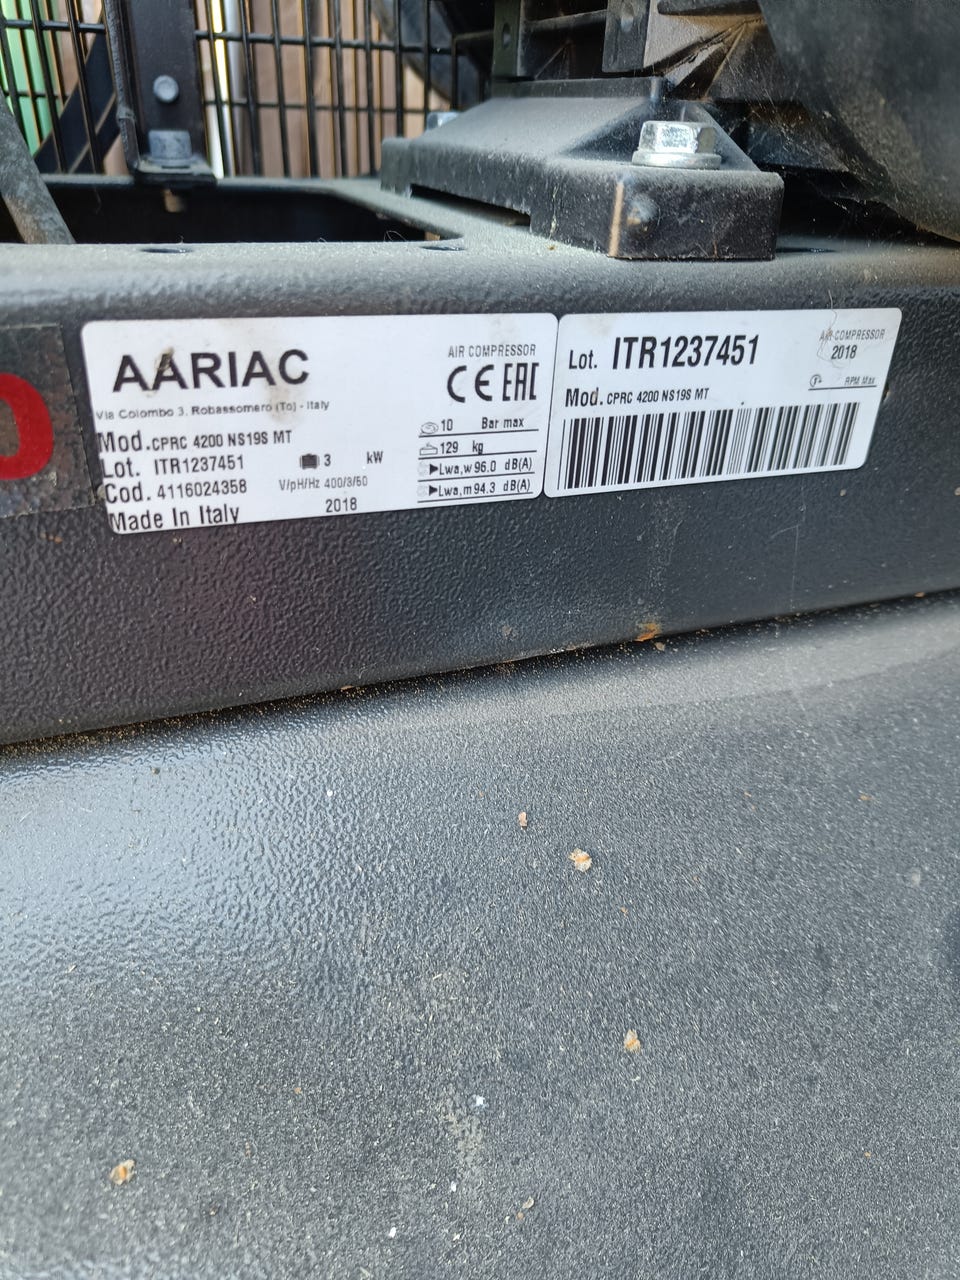 AARIAC
Via Colombo 3, Robassomero (To) - Italy
Mod. CPRC 4200 NS19S MT
Lot. ITR1237451
Cod. 4116024358
Made In Italy
3 kW
V/pH/Hz 400/3/50
2018
AIR COMPRESSOR
CE EAC
10 Bar max
129 kg
Lwa,w 96.0 dB(A)
Lwa,m 94.3 dB(A)
Lot. ITR1237451
Mod. CPRC 4200 NS19S MT
AIR COMPRESSOR
2018
RPM Max